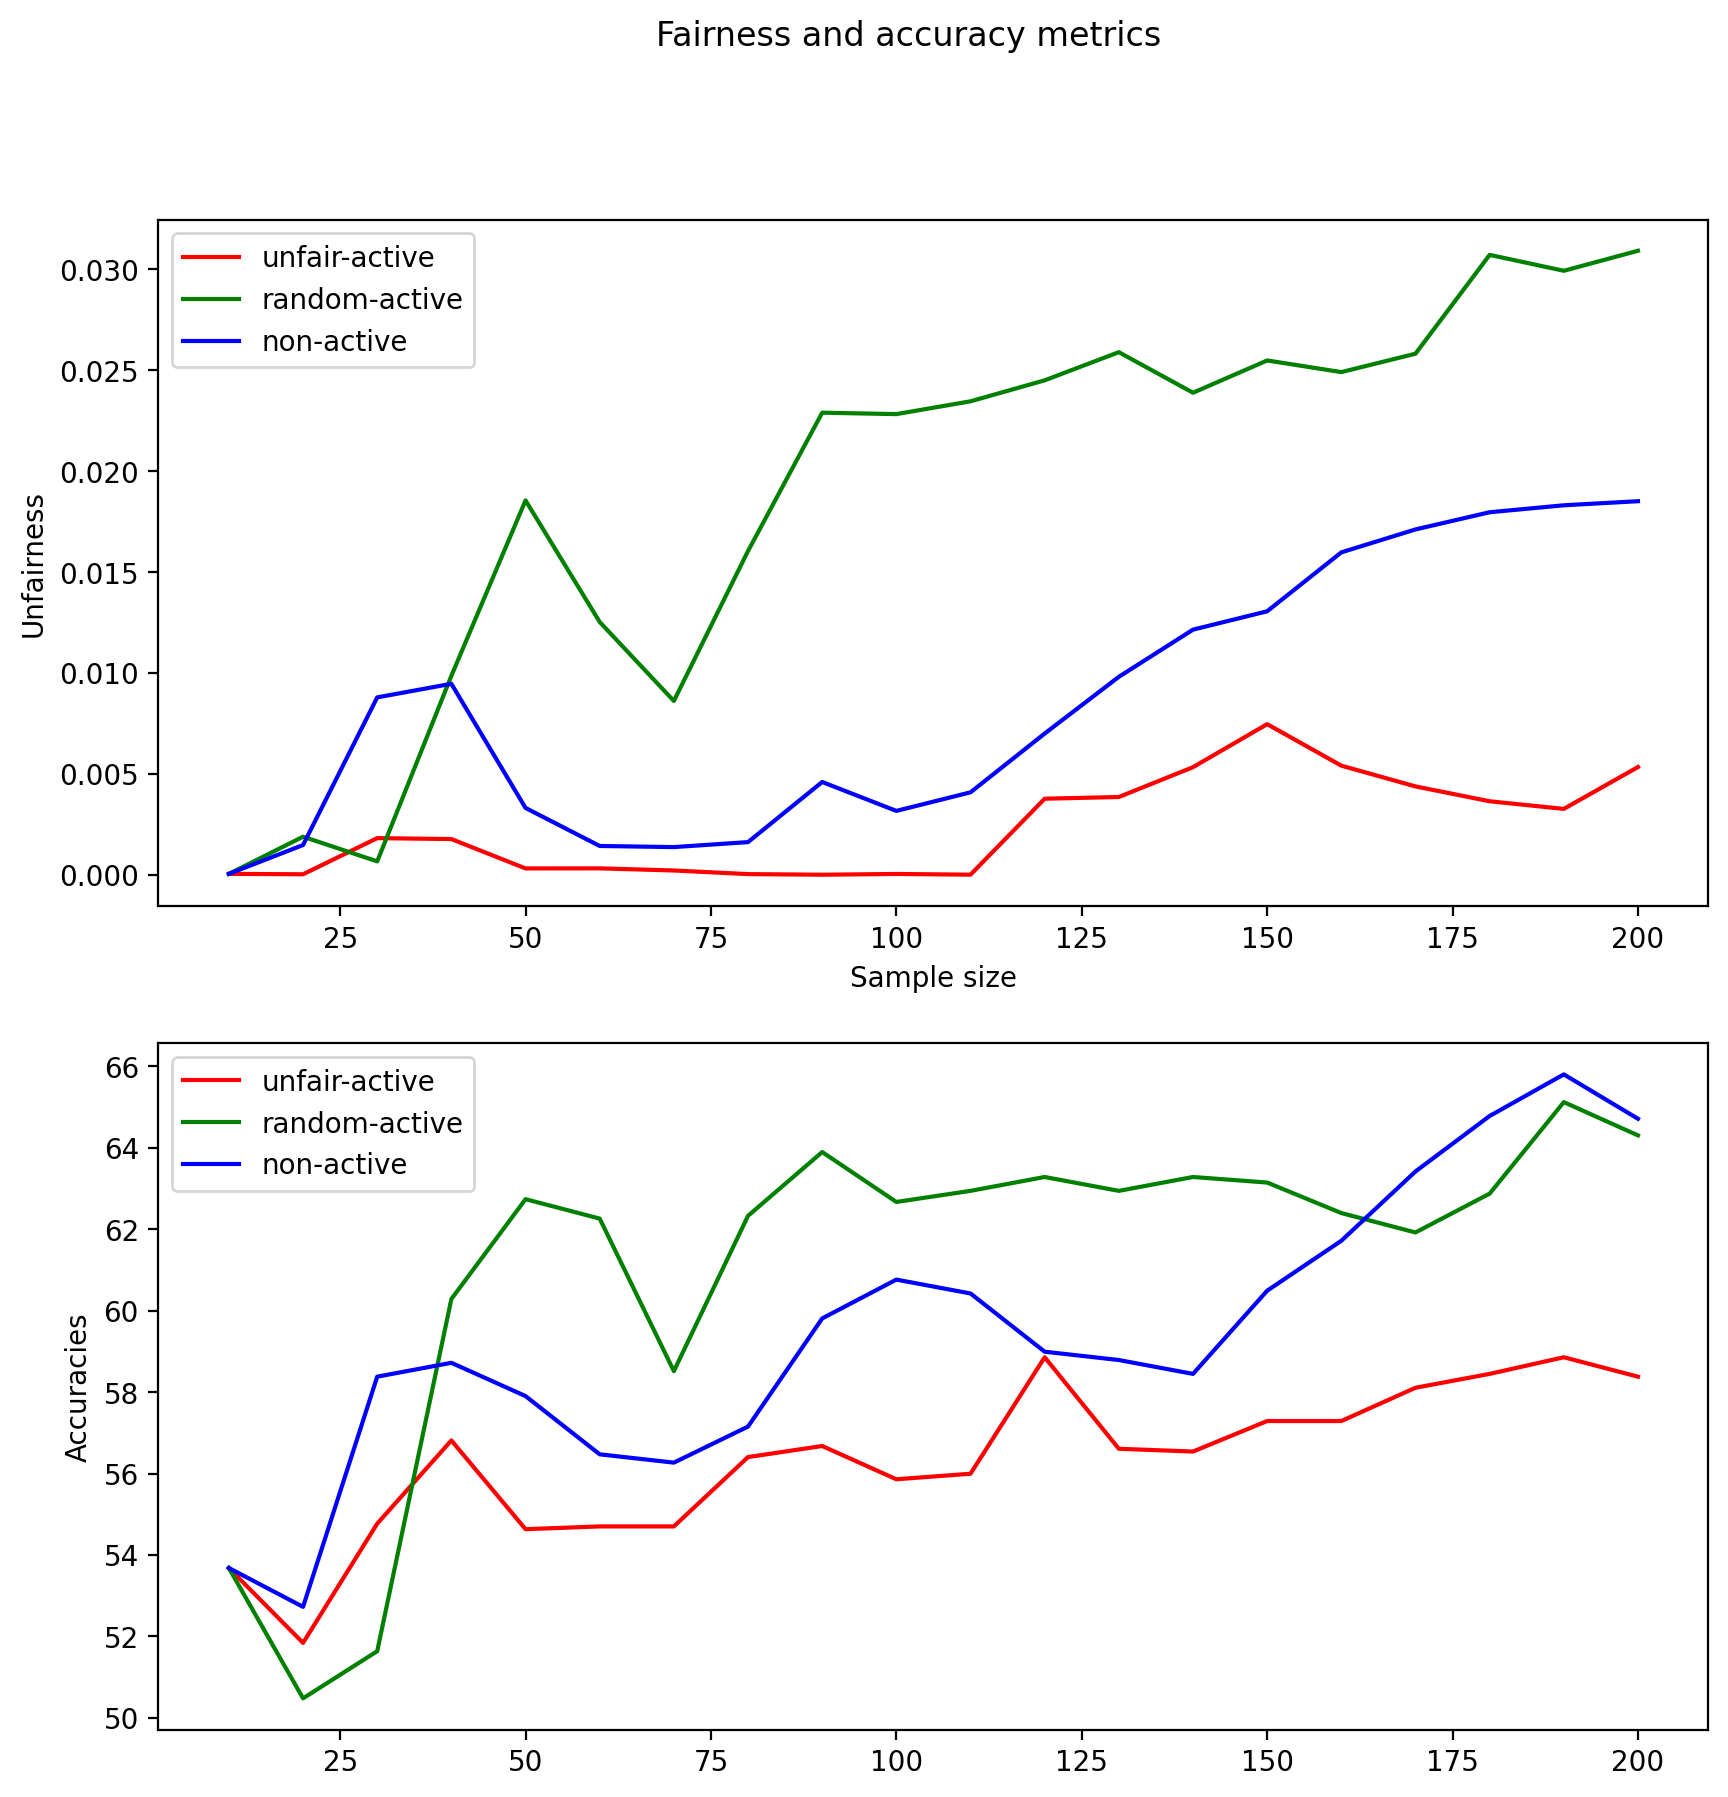 Fairness and accuracy metrics
unfair-active
random-active
non-active
0.030
0.025
0.020
0.015
0.010
0.005
0.000
Unfairness
25 50 75 100 125 150 175 200
Sample size
unfair-active
random-active
non-active
66
64
62
60
58
56
54
52
50
Accuracies
25 50 75 100 125 150 175 200